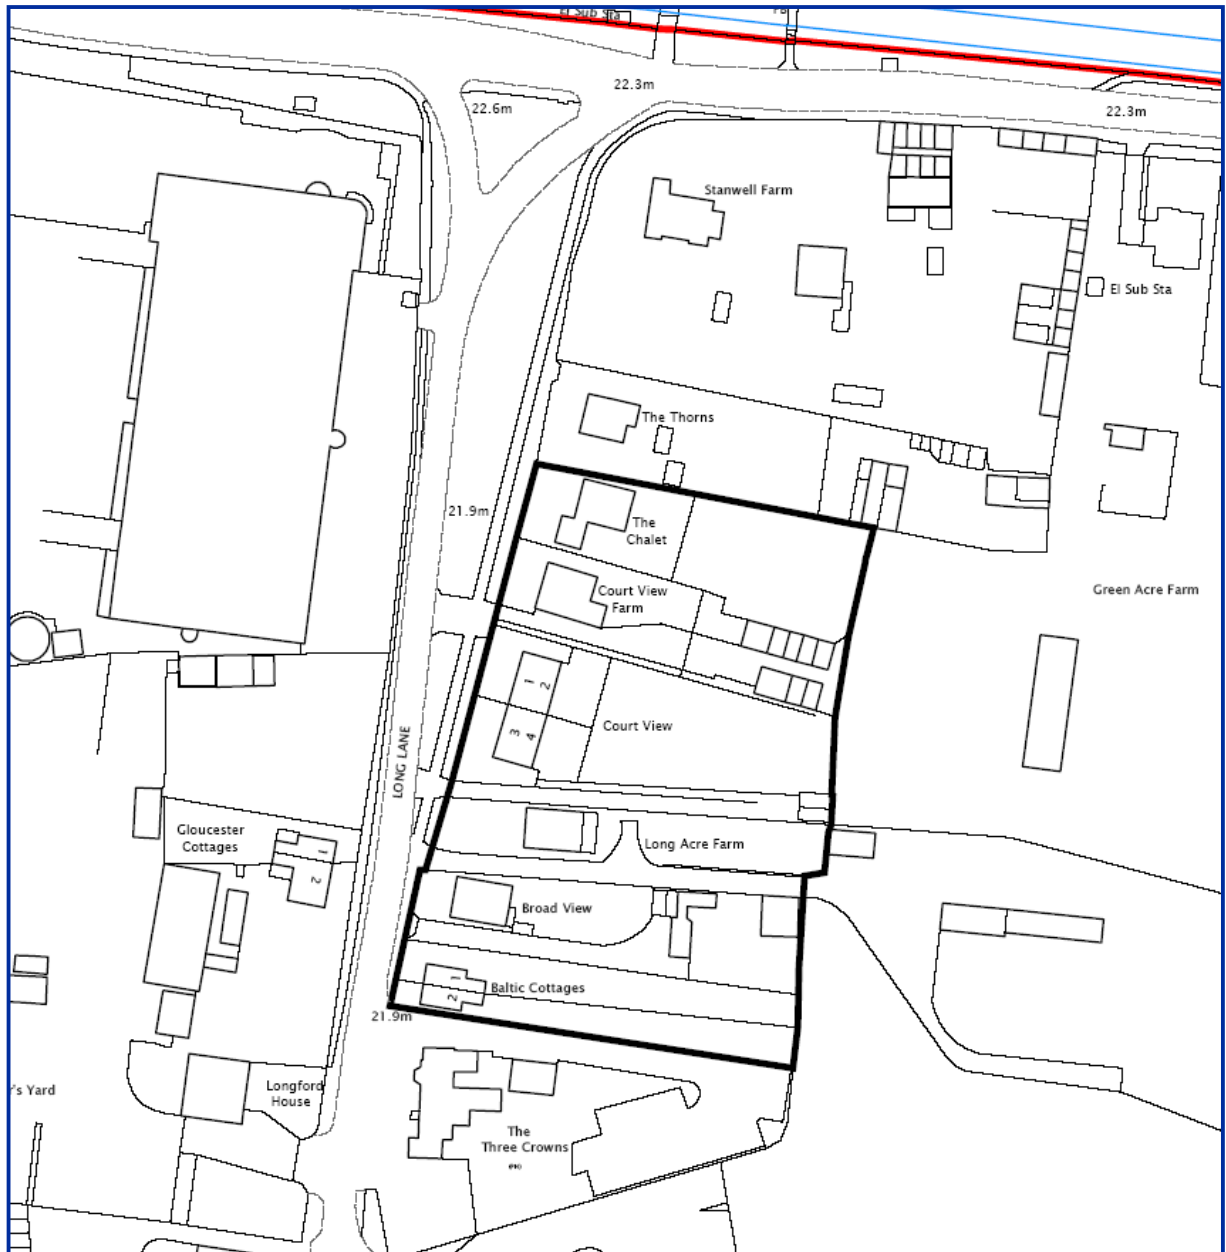 El Sub Sta
22.3m
22.6m
22.3m
Stanwell Farm
El Sub Sta
The Thorns
21.9m
The
Chalet
Court View
Farm
Green Acre Farm
1
2
3
4
Court View
LONG LANE
Gloucester
Cottages
1
2
Long Acre Farm
Broad View
1
2
Baltic Cottages
21.9m
r's Yard
Longford
House
The
Three Crowns